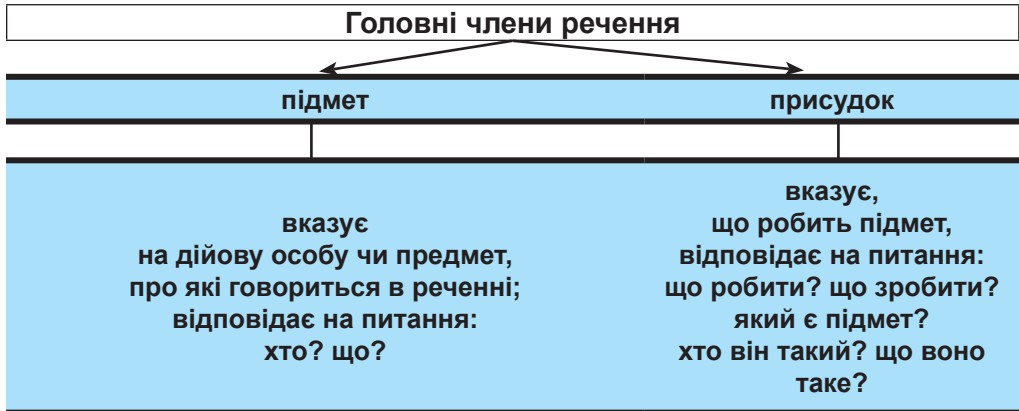 Головні члени речення
підмет
присудок
вказує
на дійову особу чи предмет,
про які говориться в реченні;
відповідає на питання:
хто? що?
вказує,
що робить підмет,
відповідає на питання:
що робити? що зробити?
який є підмет?
хто він такий? що воно
таке?